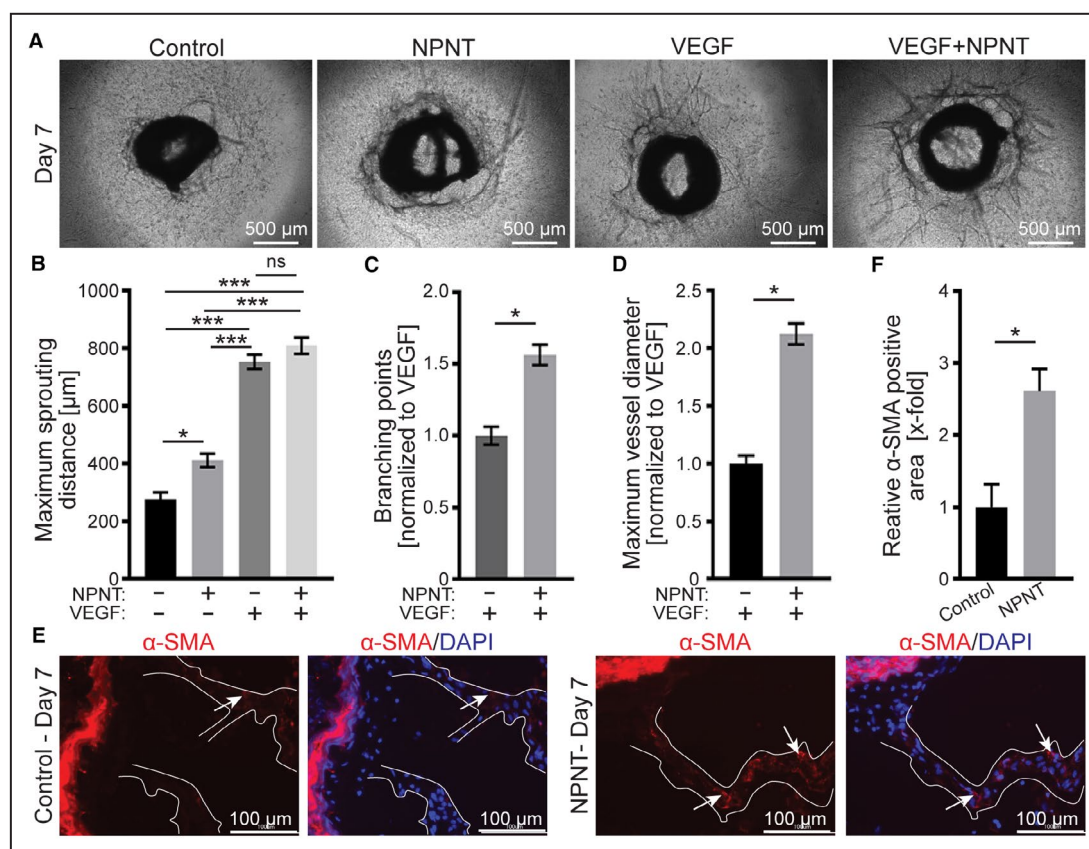 A
Control
NPNT
VEGF
VEGF+NPNT
Day 7
500 µm
500 µm
500 µm
500 µm
B
Maximum sprouting
distance [µm]
1000
800
600
400
200
0
ns
***
***
***
***
*
NPNT: − + − +
VEGF: − − + +
C
Branching points
[normalized to VEGF]
2.0
1.5
1.0
0.5
0
*
NPNT: − +
VEGF: + +
D
Maximum vessel diameter
[normalized to VEGF]
2.5
2.0
1.5
1.0
0.5
0
*
NPNT: − +
VEGF: + +
F
Reative α-SMA positive
area [x-fold]
4
3
2
1
0
*
Control
NPNT
E
Control - Day 7
α-SMA
α-SMA/DAPI
100 µm
100µm
100 µm
100µm
NPNT- Day 7
α-SMA
α-SMA/DAPI
100 µm
100µm
100 µm
100µm